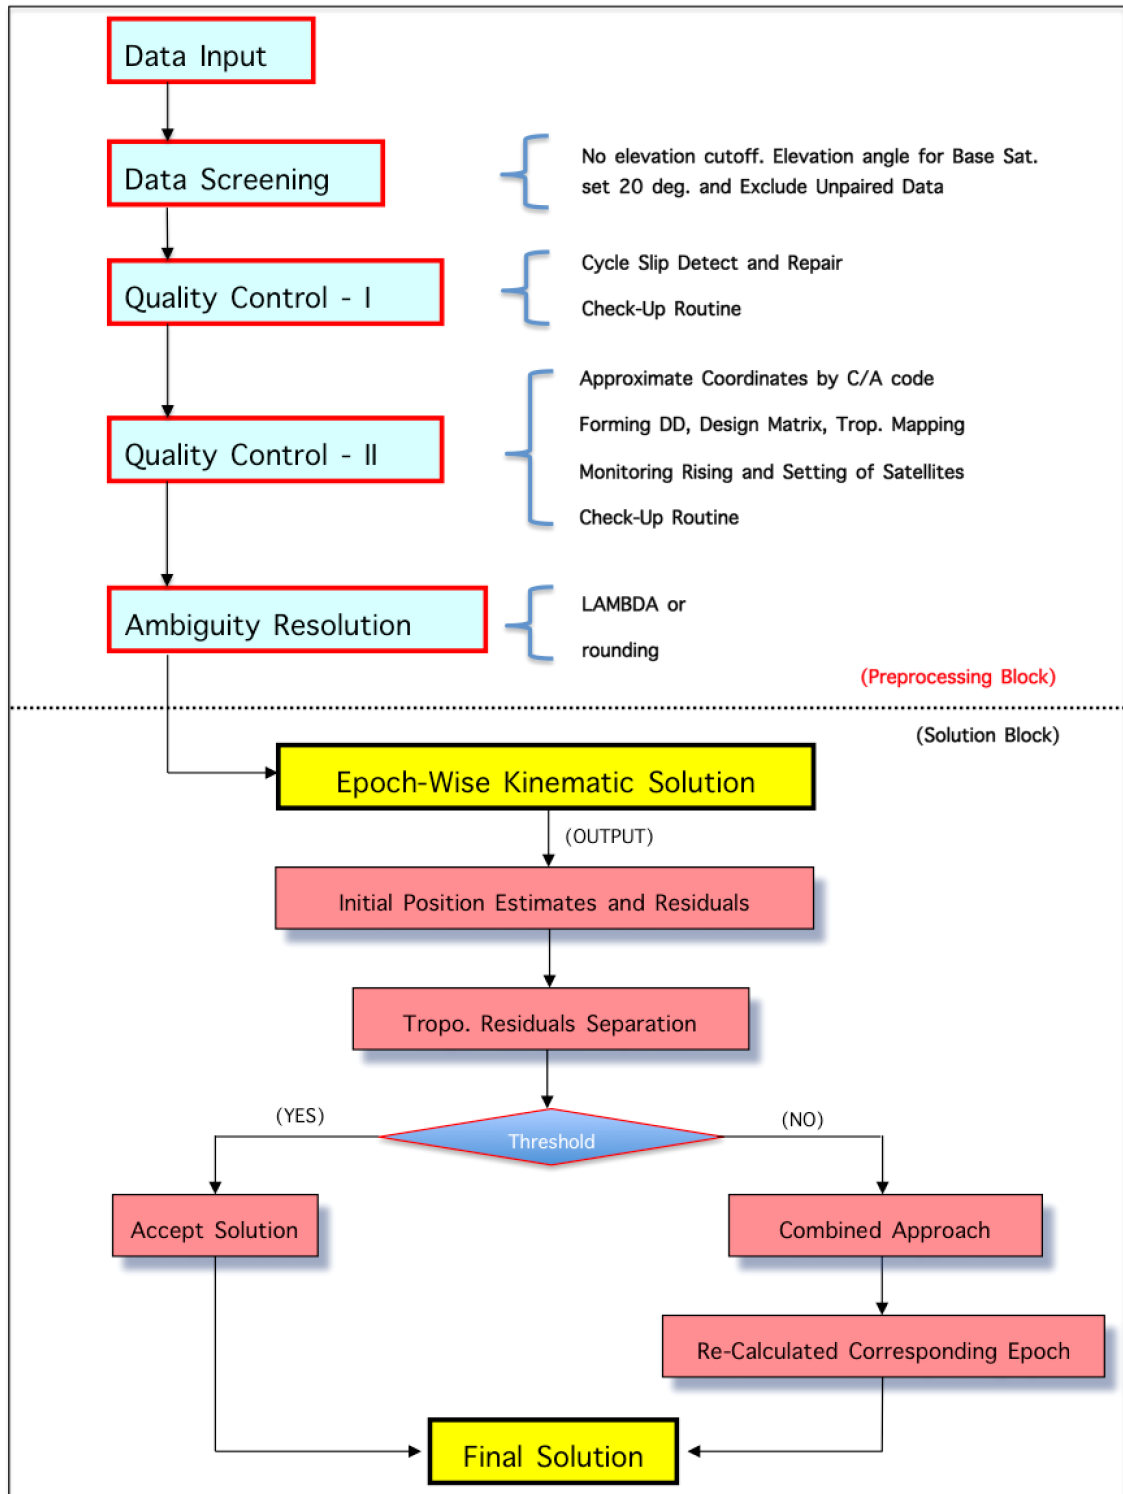 Data Input
Data Screening
No elevation cutoff. Elevation angle for Base Sat.
set 20 deg. and Exclude Unpaired Data
Quality Control - I
Cycle Slip Detect and Repair
Check-Up Routine
Quality Control - II
Approximate Coordinates by C/A code
Forming DD, Design Matrix, Trop. Mapping
Monitoring Rising and Setting of Satellites
Check-Up Routine
Ambiguity Resolution
LAMBDA or
rounding
(Preprocessing Block)
(Solution Block)
Epoch-Wise Kinematic Solution
(OUTPUT)
Initial Position Estimates and Residuals
Tropo. Residuals Separation
(YES)
Threshold
(NO)
Accept Solution
Combined Approach
Re-Calculated Corresponding Epoch
Final Solution